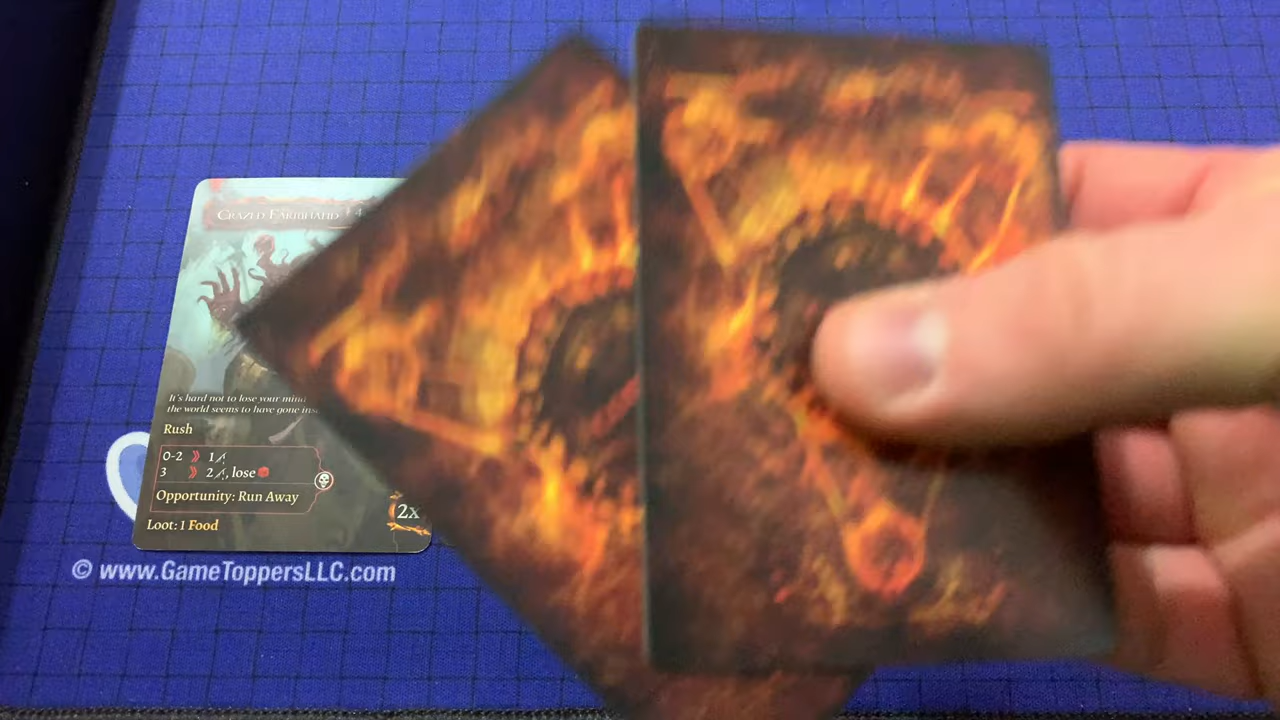 Crazed Farmhand
It's hard not to lose your mind
the world seems to have gone
Rush
0-2 1
3 2, lose
Opportunity: Run Away
Loot: 1 Food
2x
© www.GameToppersLLC.com